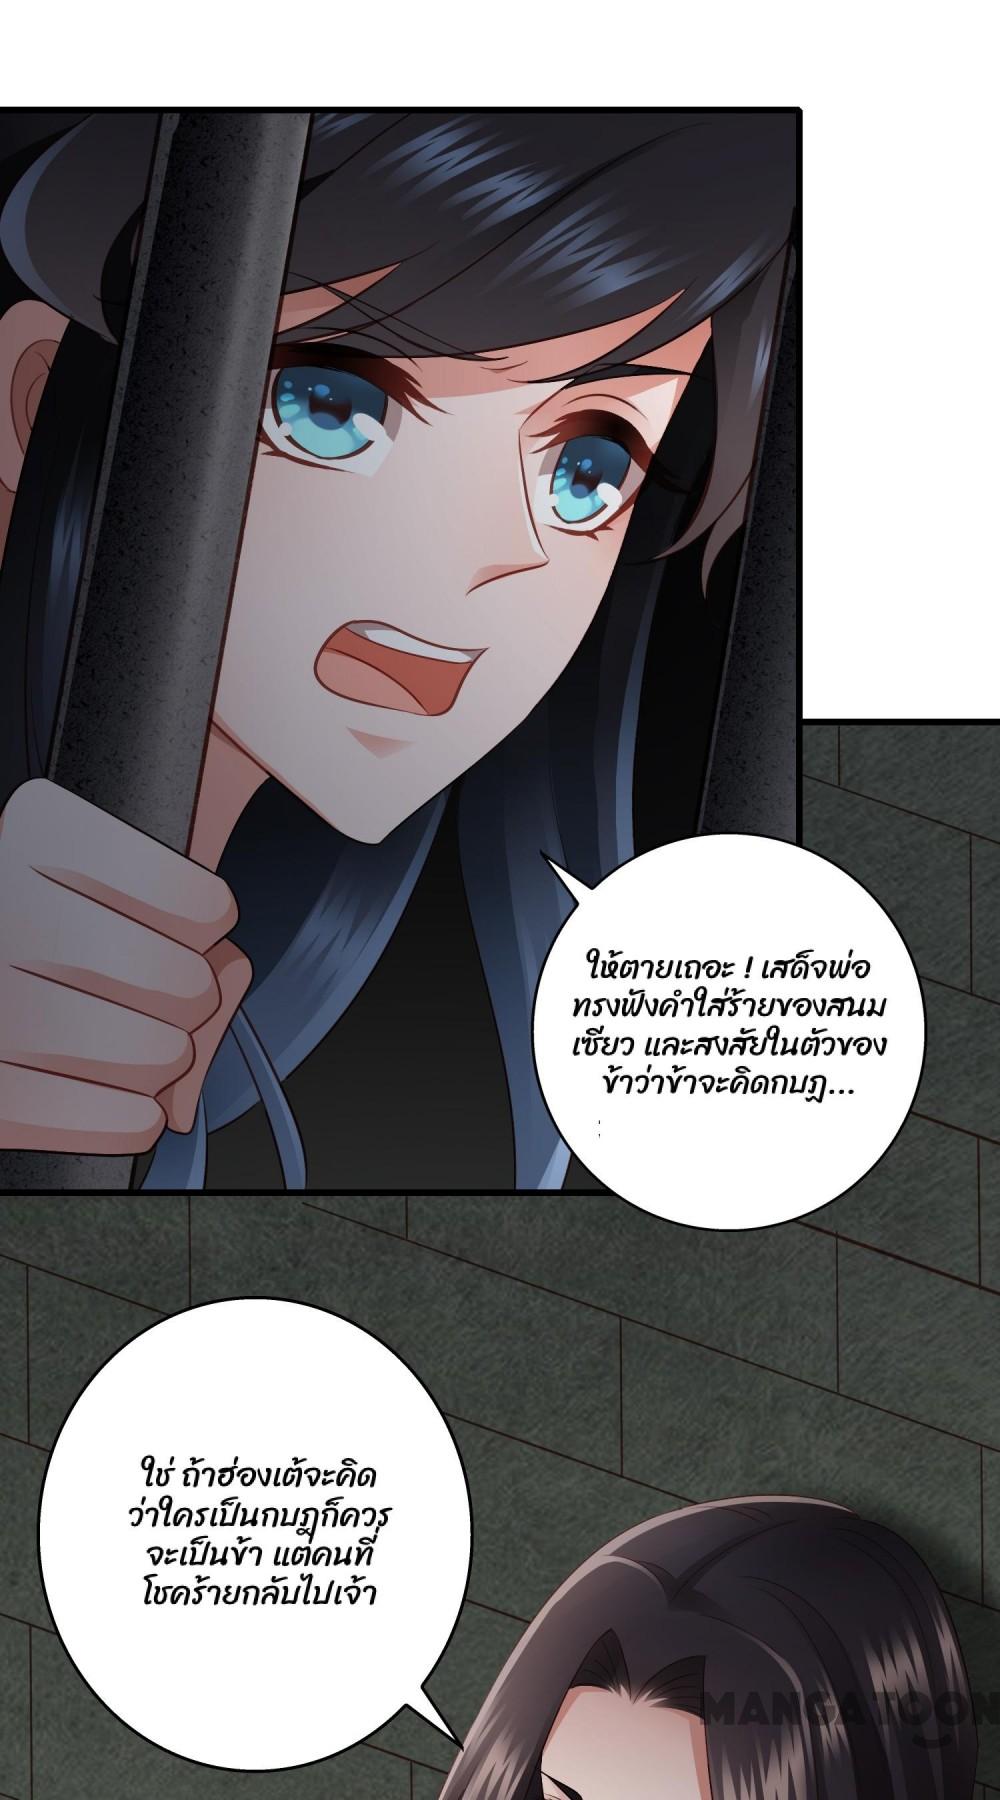 ให้ตายเถอะ ! เสด็จพ่อ
ทรงฟังคำใส่ร้ายของสนม
เซียว และสงสัยในตัวของ
ข้าว่าข้าจะคิดกบฏ...
ใช่ ถ้าฮ่องเต้จะคิด
ว่าใครเป็นกบฏก็ควร
จะเป็นข้า แต่คนที่
โชคร้ายกลับไปเจ้า
MANGATOON